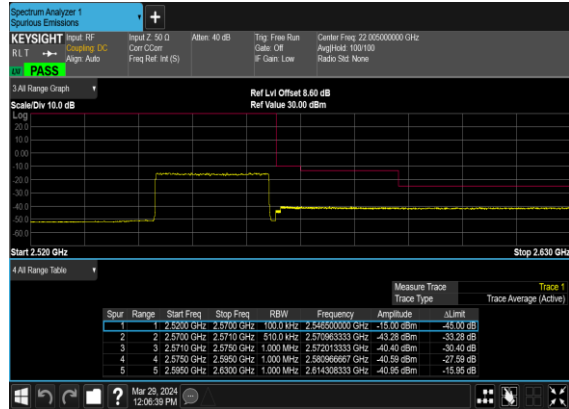 Spectrum Analyzer 1
Spurious Emissions
KEYSIGHT
RLT
PASS
Input: RF
Coupling: DC
Align: Auto
Input Z: 50 Ω
Corr CCorr
Freq Ref: Int (S)
Atten: 40 dB
Trig: Free Run
Gate: Off
IF Gain: Low
Center Freq: 22.005000000 GHz
Avg|Hold: 100/100
Radio Std: None
3 All Range Graph
Scale/Div 10.0 dB
Ref Lvl Offset 8.60 dB
Ref Value 30.00 dBm
Log
20.0
10.0
0.00
-10.0
-20.0
-30.0
-40.0
-50.0
-60.0
Start 2.520 GHz
Stop 2.630 GHz
4 All Range Table
Measure Trace Trace 1
Trace Type Trace Average (Active)
Spur Range Start Freq Stop Freq RBW Frequency Amplitude ΔLimit
1 1 2.5200 GHz 2.5700 GHz 100.0 kHz 2.546500000 GHz -15.00 dBm -45.00 dB
2 2 2.5700 GHz 2.5710 GHz 510.0 kHz 2.570963333 GHz -43.28 dBm -33.28 dB
3 3 2.5710 GHz 2.5750 GHz 1.000 MHz 2.572013333 GHz -40.40 dBm -30.40 dB
4 4 2.5750 GHz 2.5950 GHz 1.000 MHz 2.580966667 GHz -40.59 dBm -27.59 dB
5 5 2.5950 GHz 2.6300 GHz 1.000 MHz 2.614308333 GHz -40.95 dBm -15.95 dB
Mar 29, 2024
12:06:39 PM